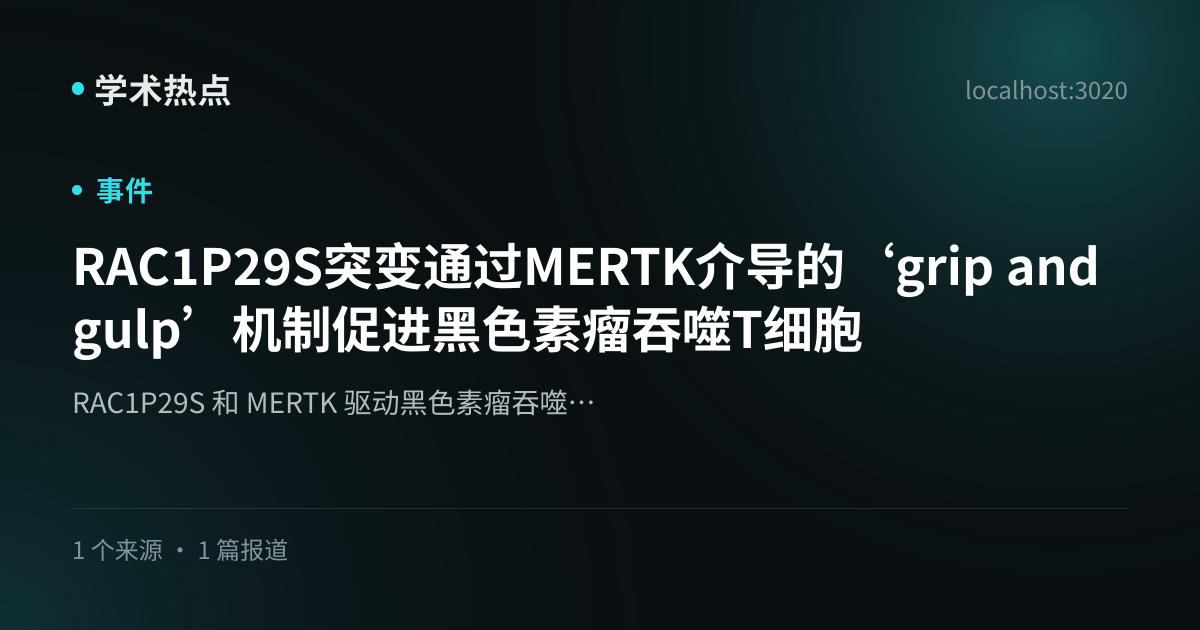 学术热点
localhost:3020
事件
RAC1P29S突变通过MERTK介导的‘grip and
gulp’机制促进黑色素瘤吞噬T细胞
RAC1P29S 和 MERTK 驱动黑色素瘤吞噬…
1 个来源 · 1 篇报道